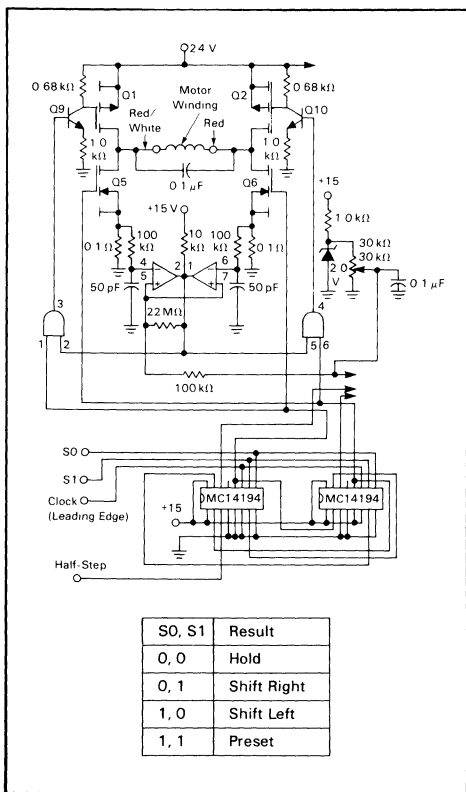 24 V
0 68 kΩ
Q1
Q2
0 68 kΩ
Q9
Q10
Motor
Winding
Red/
White
Red
1 0
kΩ
1 0
kΩ
Q5
0 1 µF
Q6
+15
+15 V
1 0 kΩ
0 1 Ω
100
kΩ
10
kΩ
100
kΩ
0 1 Ω
30 kΩ
30 kΩ
2 0
V
4
5
2
1
6
7
0 1 µF
50 pF
50 pF
3
4
22 MΩ
1
2
5
6
100 kΩ
S0
S1
Clock
(Leading Edge)
MC14194
MC14194
+15
Half-Step
S0, S1 Result
0, 0 Hold
0, 1 Shift Right
1, 0 Shift Left
1, 1 Preset